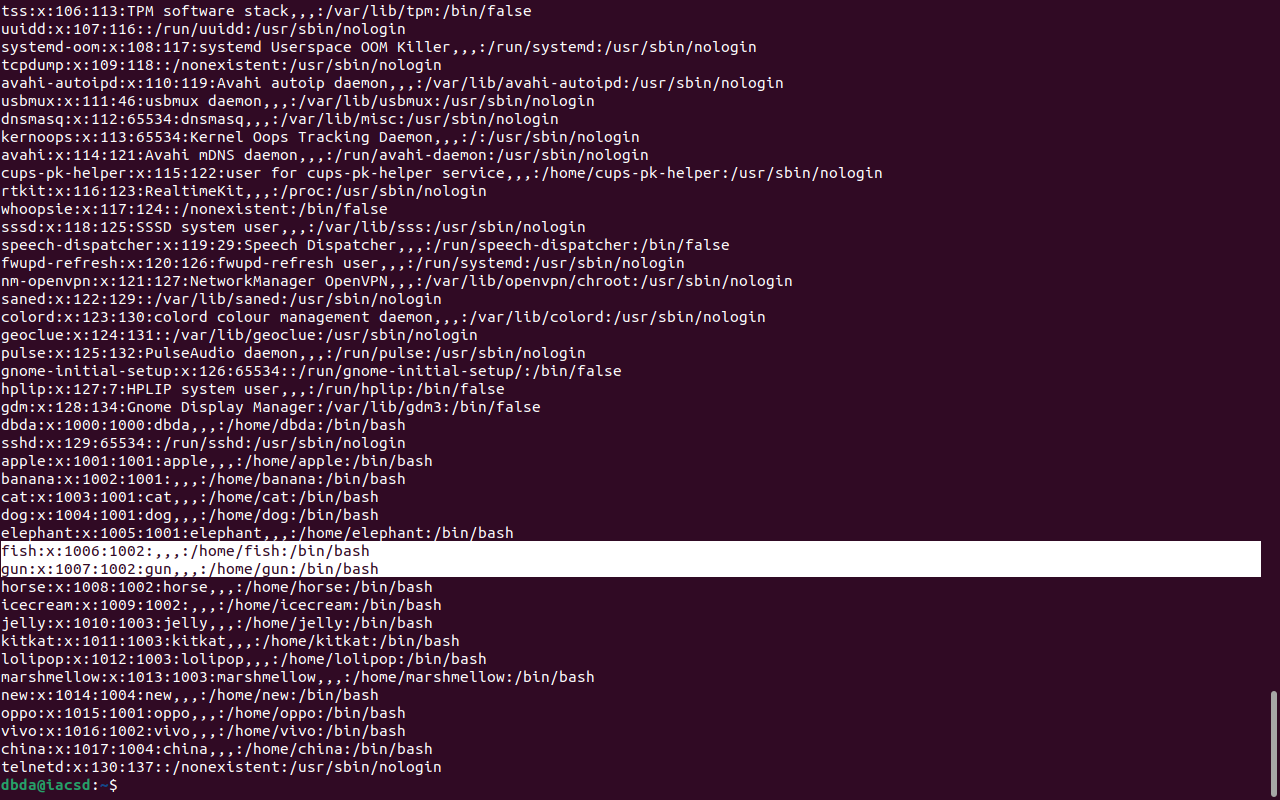 tss:x:106:113:TPM software stack,,,:/var/lib/tpm:/bin/false
uuidd:x:107:116::/run/uuidd:/usr/sbin/nologin
systemd-oom:x:108:117:systemd Userspace OOM Killer,,,:/run/systemd:/usr/sbin/nologin
tcpdump:x:109:118::/nonexistent:/usr/sbin/nologin
avahi-autoipd:x:110:119:Avahi autoip daemon,,,:/var/lib/avahi-autoipd:/usr/sbin/nologin
usbmux:x:111:46:usbmux daemon,,,:/var/lib/usbmux:/usr/sbin/nologin
dnsmasq:x:112:65534:dnsmasq,,,:/var/lib/misc:/usr/sbin/nologin
kernoops:x:113:65534:Kernel Oops Tracking Daemon,,,:/:/usr/sbin/nologin
avahi:x:114:121:Avahi mDNS daemon,,,:/run/avahi-daemon:/usr/sbin/nologin
cups-pk-helper:x:115:122:user for cups-pk-helper service,,,:/home/cups-pk-helper:/usr/sbin/nologin
rtkit:x:116:123:RealtimeKit,,,:/proc:/usr/sbin/nologin
whoopsie:x:117:124::/nonexistent:/bin/false
sssd:x:118:125:SSSD system user,,,:/var/lib/sss:/usr/sbin/nologin
speech-dispatcher:x:119:29:Speech Dispatcher,,,:/run/speech-dispatcher:/bin/false
fwupd-refresh:x:120:126:fwupd-refresh user,,,:/run/systemd:/usr/sbin/nologin
nm-openvpn:x:121:127:NetworkManager OpenVPN,,,:/var/lib/openvpn/chroot:/usr/sbin/nologin
saned:x:122:129::/var/lib/saned:/usr/sbin/nologin
colord:x:123:130:colord colour management daemon,,,:/var/lib/colord:/usr/sbin/nologin
geoclue:x:124:131::/var/lib/geoclue:/usr/sbin/nologin
pulse:x:125:132:PulseAudio daemon,,,:/run/pulse:/usr/sbin/nologin
gnome-initial-setup:x:126:65534::/run/gnome-initial-setup/:/bin/false
hplip:x:127:7:HPLIP system user,,,:/run/hplip:/bin/false
gdm:x:128:134:Gnome Display Manager:/var/lib/gdm3:/bin/false
dbda:x:1000:1000:dbda,,,:/home/dbda:/bin/bash
sshd:x:129:65534::/run/sshd:/usr/sbin/nologin
apple:x:1001:1001:apple,,,:/home/apple:/bin/bash
banana:x:1002:1001:,,,:/home/banana:/bin/bash
cat:x:1003:1001:cat,,,:/home/cat:/bin/bash
dog:x:1004:1001:dog,,,:/home/dog:/bin/bash
elephant:x:1005:1001:elephant,,,:/home/elephant:/bin/bash
fish:x:1006:1002:,,,:/home/fish:/bin/bash
gun:x:1007:1002:gun,,,:/home/gun:/bin/bash
horse:x:1008:1002:horse,,,:/home/horse:/bin/bash
icecream:x:1009:1002:,,,:/home/icecream:/bin/bash
jelly:x:1010:1003:jelly,,,:/home/jelly:/bin/bash
kitkat:x:1011:1003:kitkat,,,:/home/kitkat:/bin/bash
lolipop:x:1012:1003:lolipop,,,:/home/lolipop:/bin/bash
marshmellow:x:1013:1003:marshmellow,,,:/home/marshmellow:/bin/bash
new:x:1014:1004:new,,,:/home/new:/bin/bash
oppo:x:1015:1001:oppo,,,:/home/oppo:/bin/bash
vivo:x:1016:1002:vivo,,,:/home/vivo:/bin/bash
china:x:1017:1004:china,,,:/home/china:/bin/bash
telnetd:x:130:137::/nonexistent:/usr/sbin/nologin
dbda@iacsd:~$